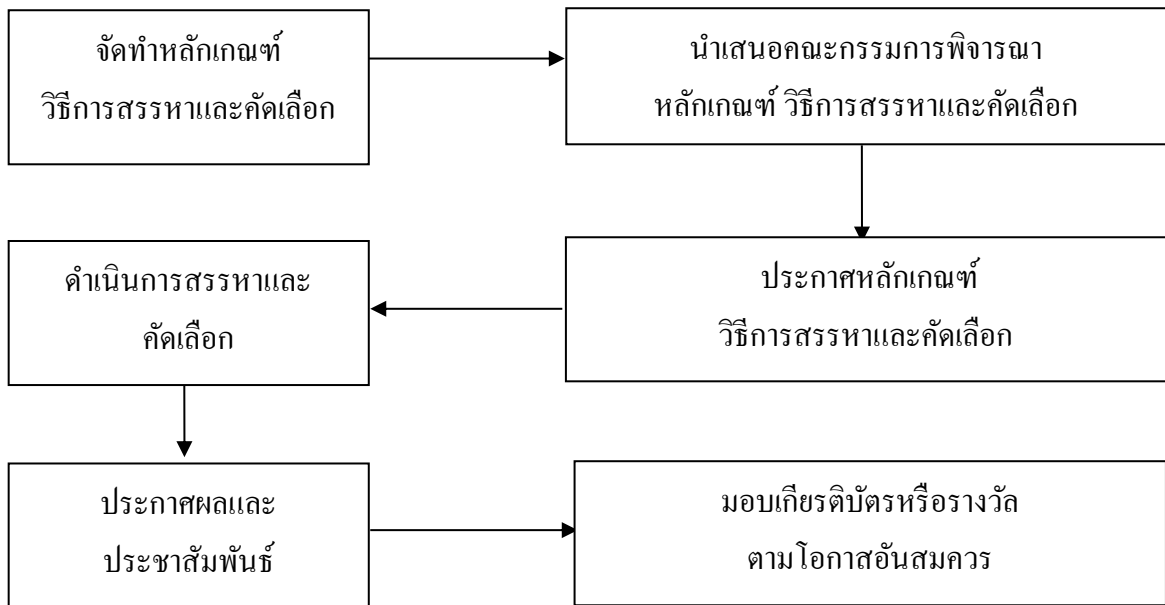 จัดทำหลักเกณฑ์
วิธีการสรรหาและคัดเลือก
นำเสนอคณะกรรมการพิจารณา
หลักเกณฑ์ วิธีการสรรหาและคัดเลือก
ประกาศหลักเกณฑ์
วิธีการสรรหาและคัดเลือก
ดำเนินการสรรหาและ
คัดเลือก
ประกาศผลและ
ประชาสัมพันธ์
มอบเกียรติบัตรหรือรางวัล
ตามโอกาสอันสมควร